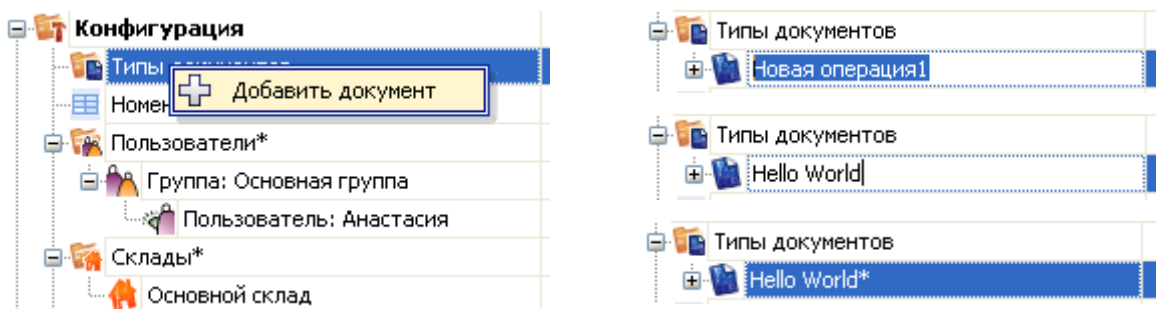 Конфигурация
Типы
Добавить документ
Пользователи*
Группа: Основная группа
Пользователь: Анастасия
Склады*
Основной склад
Типы документов
Новая операция1
Типы документов
Hello World
Типы документов
Hello World*